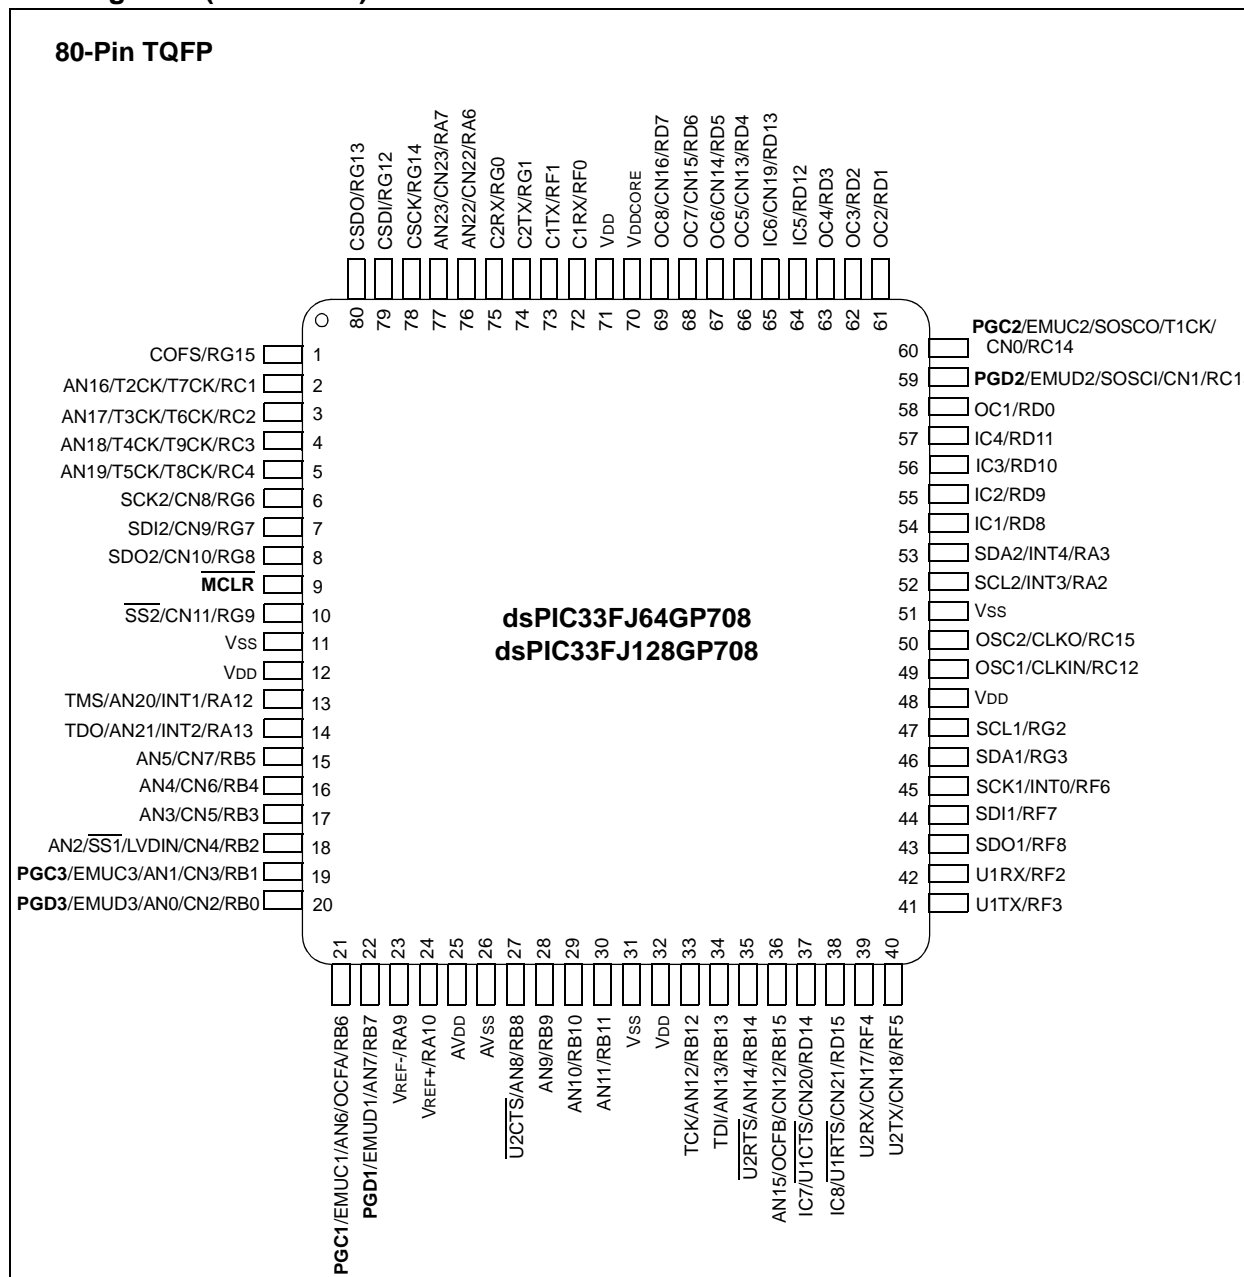 80-Pin TQFP
CSDO/RG13
CSDI/RG12
CSCK/RG14
AN23/CN23/RA7
AN22/CN22/RA6
C2RX/RG0
C2TX/RG1
C1TX/RF1
C1RX/RF0
VDD
VDDCORE
OC8/CN16/RD7
OC7/CN15/RD6
OC6/CN14/RD5
OC5/CN13/RD4
IC6/CN19/RD13
IC5/RD12
OC4/RD3
OC3/RD2
OC2/RD1
80
79
78
77
76
75
74
73
72
71
70
69
68
67
66
65
64
63
62
61
COFS/RG15 1
AN16/T2CK/T7CK/RC1 2
AN17/T3CK/T6CK/RC2 3
AN18/T4CK/T9CK/RC3 4
AN19/T5CK/T8CK/RC4 5
SCK2/CN8/RG6 6
SDI2/CN9/RG7 7
SDO2/CN10/RG8 8
MCLR 9
SS2/CN11/RG9 10
VSS 11
VDD 12
TMS/AN20/INT1/RA12 13
TDO/AN21/INT2/RA13 14
AN5/CN7/RB5 15
AN4/CN6/RB4 16
AN3/CN5/RB3 17
AN2/SS1/LVDIN/CN4/RB2 18
PGC3/EMUC3/AN1/CN3/RB1 19
PGD3/EMUD3/AN0/CN2/RB0 20
dsPIC33FJ64GP708
dsPIC33FJ128GP708
60 PGC2/EMUC2/SOSCO/T1CK/
CN0/RC14
59 PGD2/EMUD2/SOSCI/CN1/RC1
58 OC1/RD0
57 IC4/RD11
56 IC3/RD10
55 IC2/RD9
54 IC1/RD8
53 SDA2/INT4/RA3
52 SCL2/INT3/RA2
51 VSS
50 OSC2/CLKO/RC15
49 OSC1/CLKIN/RC12
48 VDD
47 SCL1/RG2
46 SDA1/RG3
45 SCK1/INT0/RF6
44 SDI1/RF7
43 SDO1/RF8
42 U1RX/RF2
41 U1TX/RF3
21
22
23
24
25
26
27
28
29
30
31
32
33
34
35
36
37
38
39
40
PGC1/EMUC1/AN6/OCFA/RB6
PGD1/EMUD1/AN7/RB7
VREF-/RA9
VREF+/RA10
AVDD
AVSS
U2CTS/AN8/RB8
AN9/RB9
AN10/RB10
AN11/RB11
VSS
VDD
TCK/AN12/RB12
TDI/AN13/RB13
U2RTS/AN14/RB14
AN15/OCFB/CN12/RB15
IC7/U1CTS/CN20/RD14
IC8/U1RTS/CN21/RD15
U2RX/CN17/RF4
U2TX/CN18/RF5